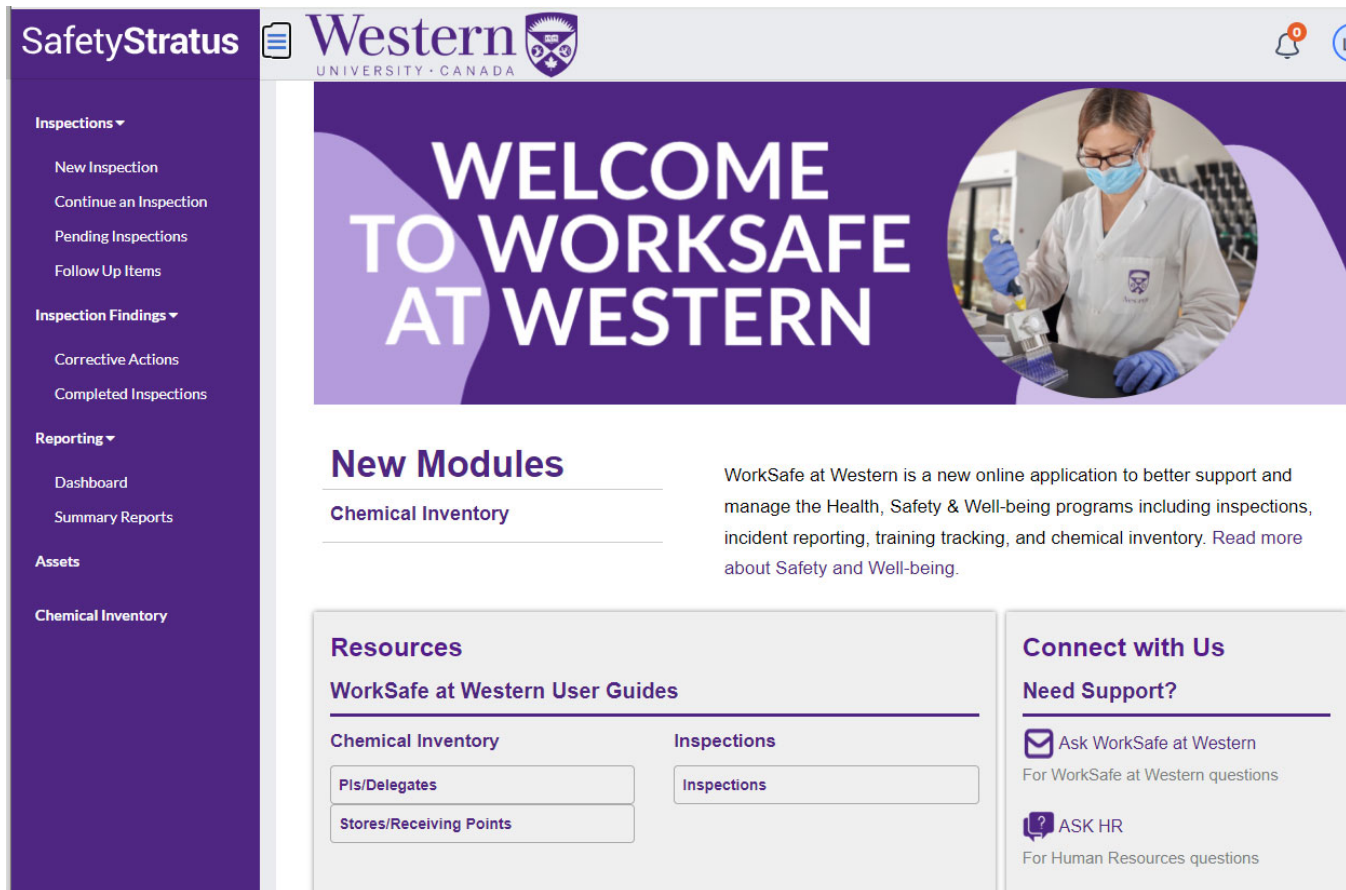 SafetyStratus
Western
UNIVERSITY · CANADA
0
Inspections
New Inspection
Continue an Inspection
Pending Inspections
Follow Up Items
Inspection Findings
Corrective Actions
Completed Inspections
Reporting
Dashboard
Summary Reports
Assets
Chemical Inventory
WELCOME
TO WORKSAFE
AT WESTERN
New Modules
Chemical Inventory
WorkSafe at Western is a new online application to better support and
manage the Health, Safety & Well-being programs including inspections,
incident reporting, training tracking, and chemical inventory. Read more
about Safety and Well-being.
Resources
WorkSafe at Western User Guides
Chemical Inventory
PIs/Delegates
Stores/Receiving Points
Inspections
Inspections
Connect with Us
Need Support?
Ask WorkSafe at Western
For WorkSafe at Western questions
? ASK HR
For Human Resources questions